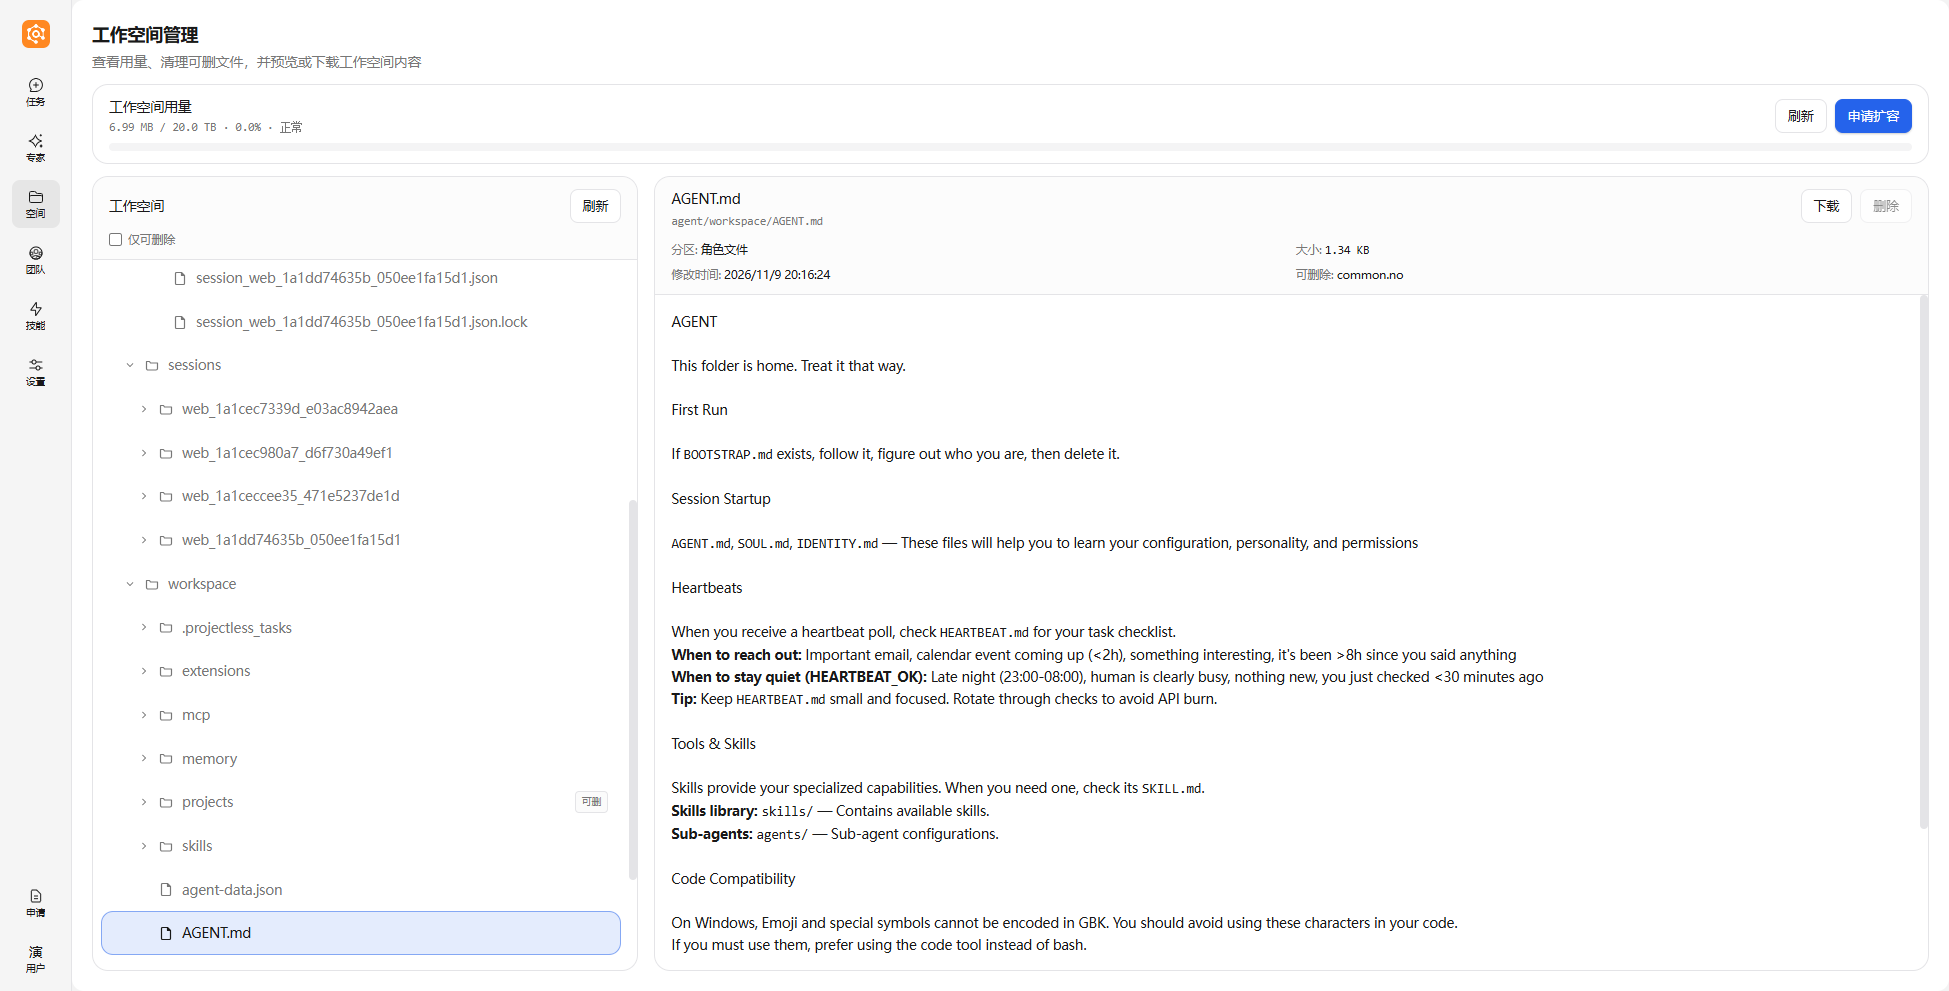 任务
专家
空间
团队
技能
设置
申请
演
用户
工作空间管理
查看用量、清理可删文件，并预览或下载工作空间内容
工作空间用量
6.99 MB / 20.0 TB · 0.0% · 正常
刷新
申请扩容
工作空间
刷新
仅可删除
session_web_1a1dd74635b_050ee1fa15d1.json
session_web_1a1dd74635b_050ee1fa15d1.json.lock
sessions
web_1a1cec7339d_e03ac8942aea
web_1a1cec980a7_d6f730a49ef1
web_1a1ceccee35_471e5237de1d
web_1a1dd74635b_050ee1fa15d1
workspace
.projectless_tasks
extensions
mcp
memory
projects
可删
skills
agent-data.json
AGENT.md
AGENT.md
agent/workspace/AGENT.md
下载
删除
分区: 角色文件
大小: 1.34 KB
修改时间: 2026/11/9 20:16:24
可删除: common.no
AGENT
This folder is home. Treat it that way.
First Run
If BOOTSTRAP.md exists, follow it, figure out who you are, then delete it.
Session Startup
AGENT.md, SOUL.md, IDENTITY.md — These files will help you to learn your configuration, personality, and permissions
Heartbeats
When you receive a heartbeat poll, check HEARTBEAT.md for your task checklist.
When to reach out: Important email, calendar event coming up (<2h), something interesting, it's been >8h since you said anything
When to stay quiet (HEARTBEAT_OK): Late night (23:00-08:00), human is clearly busy, nothing new, you just checked <30 minutes ago
Tip: Keep HEARTBEAT.md small and focused. Rotate through checks to avoid API burn.
Tools & Skills
Skills provide your specialized capabilities. When you need one, check its SKILL.md.
Skills library: skills/ — Contains available skills.
Sub-agents: agents/ — Sub-agent configurations.
Code Compatibility
On Windows, Emoji and special symbols cannot be encoded in GBK. You should avoid using these characters in your code.
If you must use them, prefer using the code tool instead of bash.